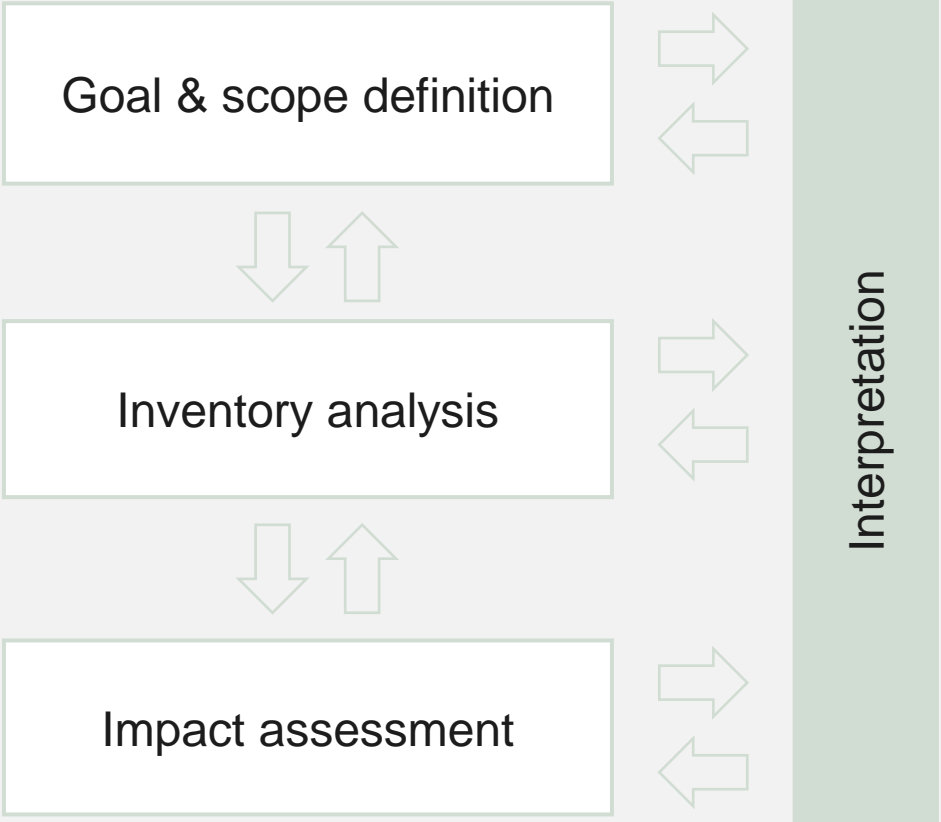 Goal & scope definition
Inventory analysis
Impact assessment
Interpretation